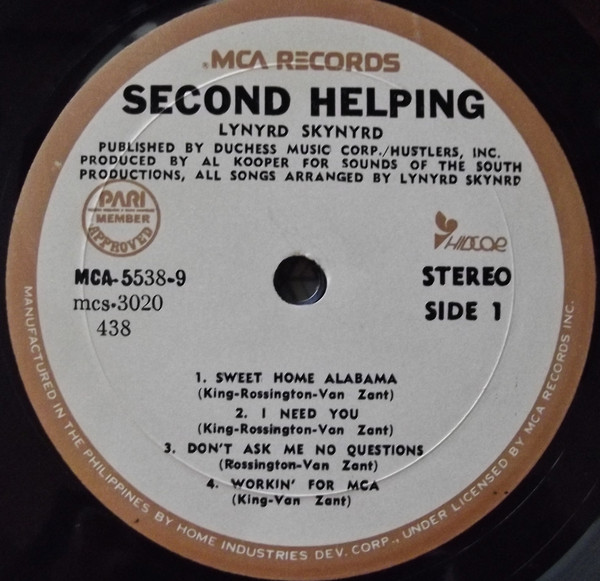 MCA RECORDS
SECOND HELPING
LYNYRD SKYNYRD
PUBLISHED BY DUCHESS MUSIC CORP./HUSTLERS, INC.
PRODUCED BY AL KOOPER FOR SOUNDS OF THE SOUTH
PRODUCTIONS, ALL SONGS ARRANGED BY LYNYRD SKYNRD
PARI
MEMBER
APPROVED
MCA-5538-9
mcs-3020
438
STEREO
SIDE 1
1. SWEET HOME ALABAMA
(King-Rossington-Van Zant)
2. I NEED YOU
(King-Rossington-Van Zant)
3. DON'T ASK ME NO QUESTIONS
(Rossington-Van Zant)
4. WORKIN' FOR MCA
(King-Van Zant)
MANUFACTURED IN THE PHILIPPINES BY HOME INDUSTRIES DEV. CORP., UNDER LICENSED BY MCA RECORDS INC.